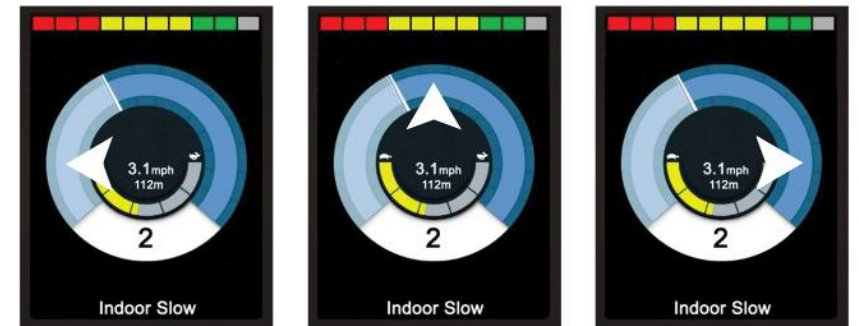 3.1mph
112m
2
Indoor Slow
3.1mph
112m
2
Indoor Slow
3.1mph
112m
2
Indoor Slow